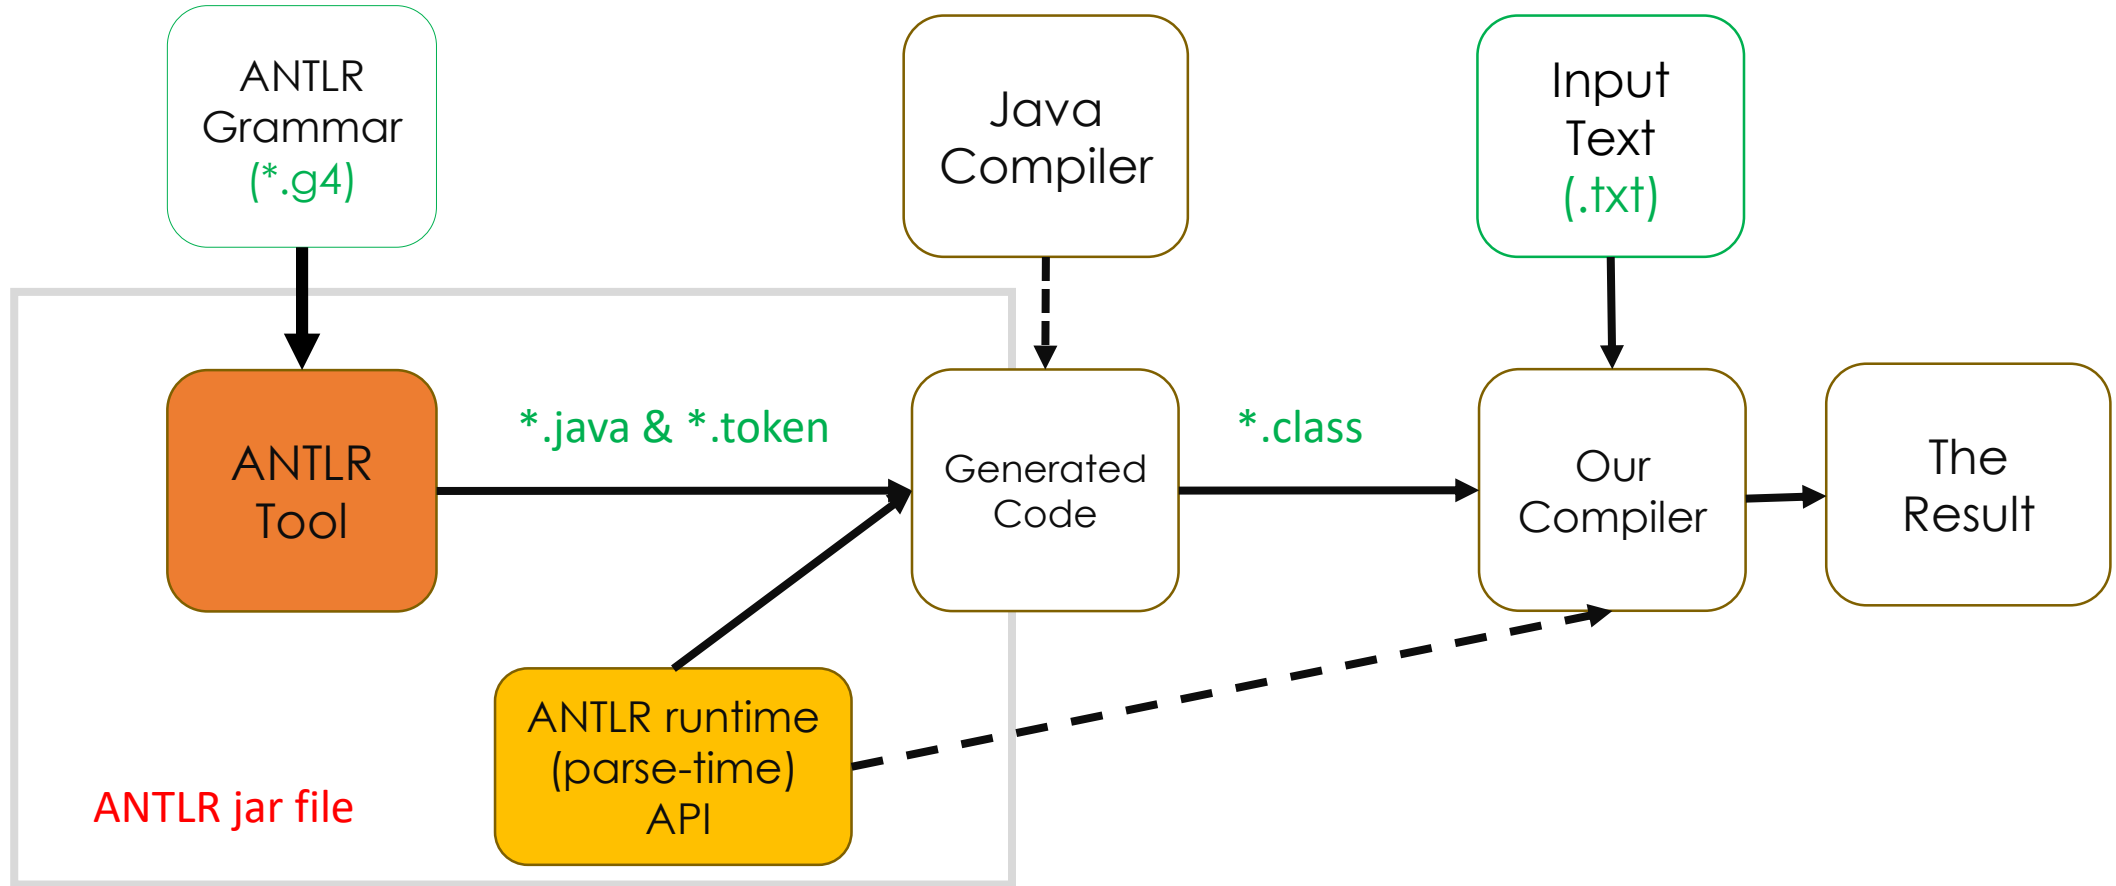 ANTLR
Grammar
(*.g4)
Java
Compiler
Input
Text
(.txt)
ANTLR
Tool
*.java & *.token
Generated
Code
*.class
Our
Compiler
The
Result
ANTLR runtime
(parse-time)
API
ANTLR jar file